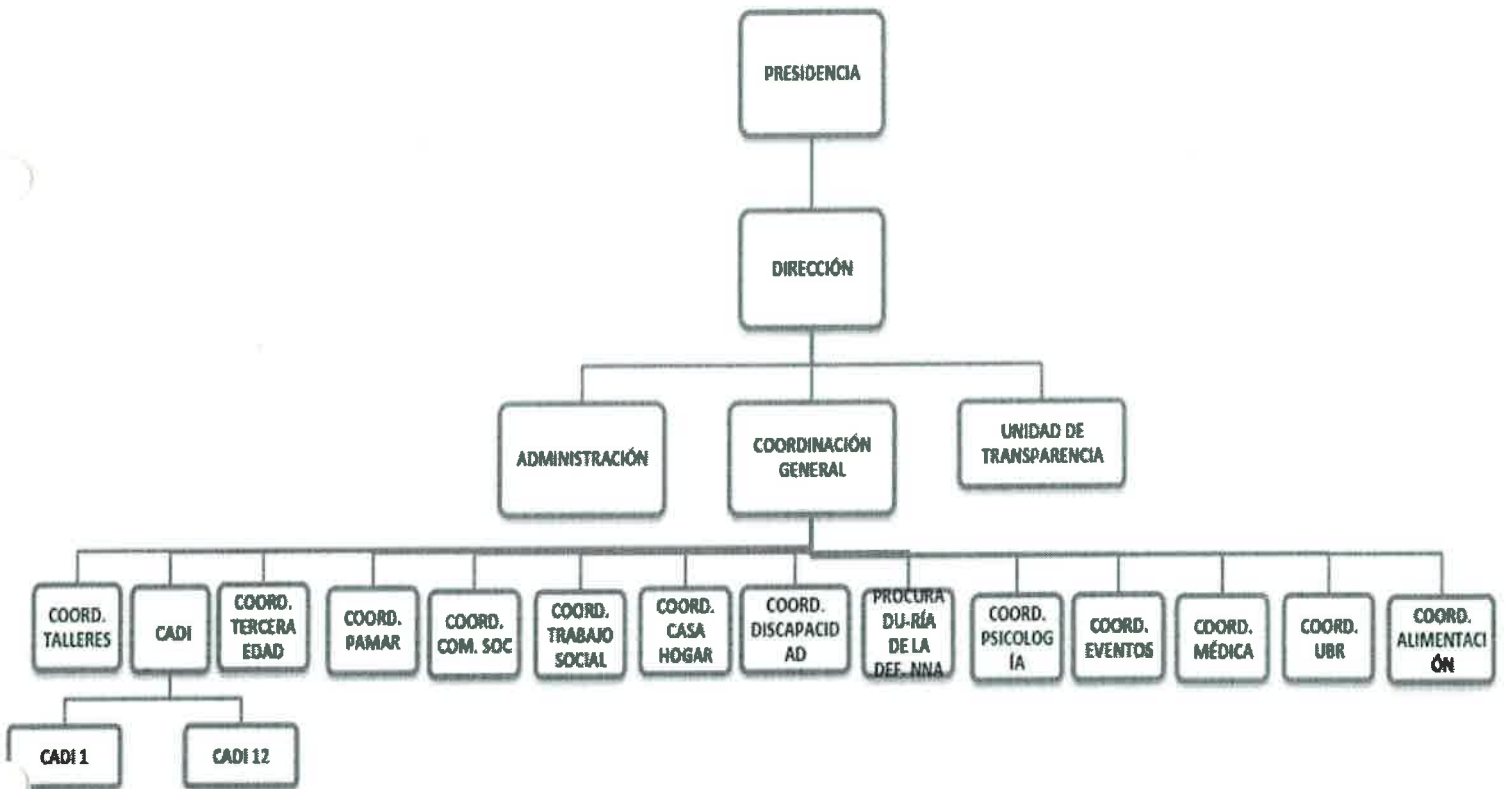 PRESIDENCIA
DIRECCIÓN
ADMINISTRACIÓN
COORDINACIÓN
GENERAL
UNIDAD DE
TRANSPARENCIA
COORD.
TALLERES
CADI
COORD.
TERCERA
EDAD
COORD.
PAMAR
COORD.
COM. SOC
COORD.
TRABAJO
SOCIAL
COORD.
CASA
HOGAR
COORD.
DISCAPACID
AD
PROCURA
DU-RÍA
DE LA
DEF. NNA
COORD.
PSICOLOG
ÍA
COORD.
EVENTOS
COORD.
MÉDICA
COORD.
UBR
COORD.
ALIMENTACI
ÓN
CADI 1
CADI 12